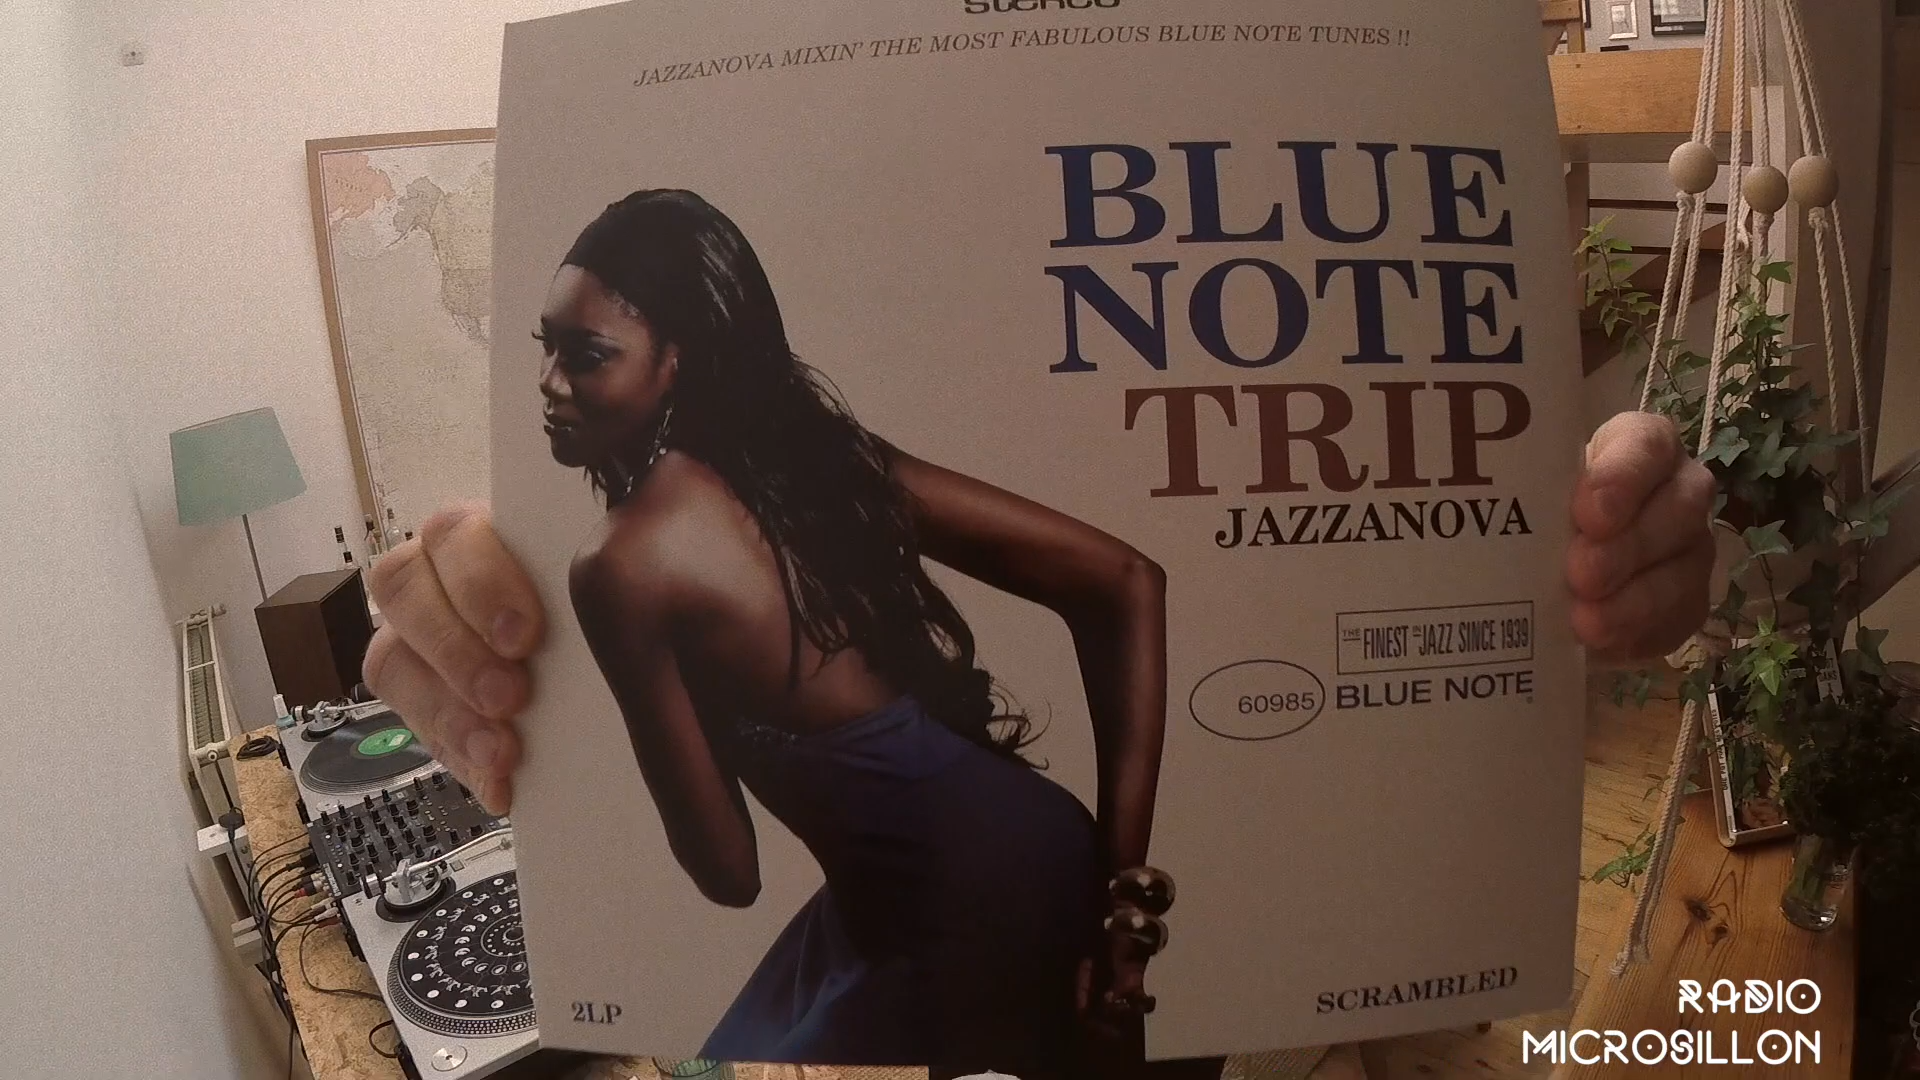 stereo
JAZZANOVA MIXIN' THE MOST FABULOUS BLUE NOTE TUNES !!
BLUE
NOTE
TRIP
JAZZANOVA
THE FINEST IN JAZZ SINCE 1939
60985 BLUE NOTE
2LP
SCRAMBLED
RADIO
MICROSILLON